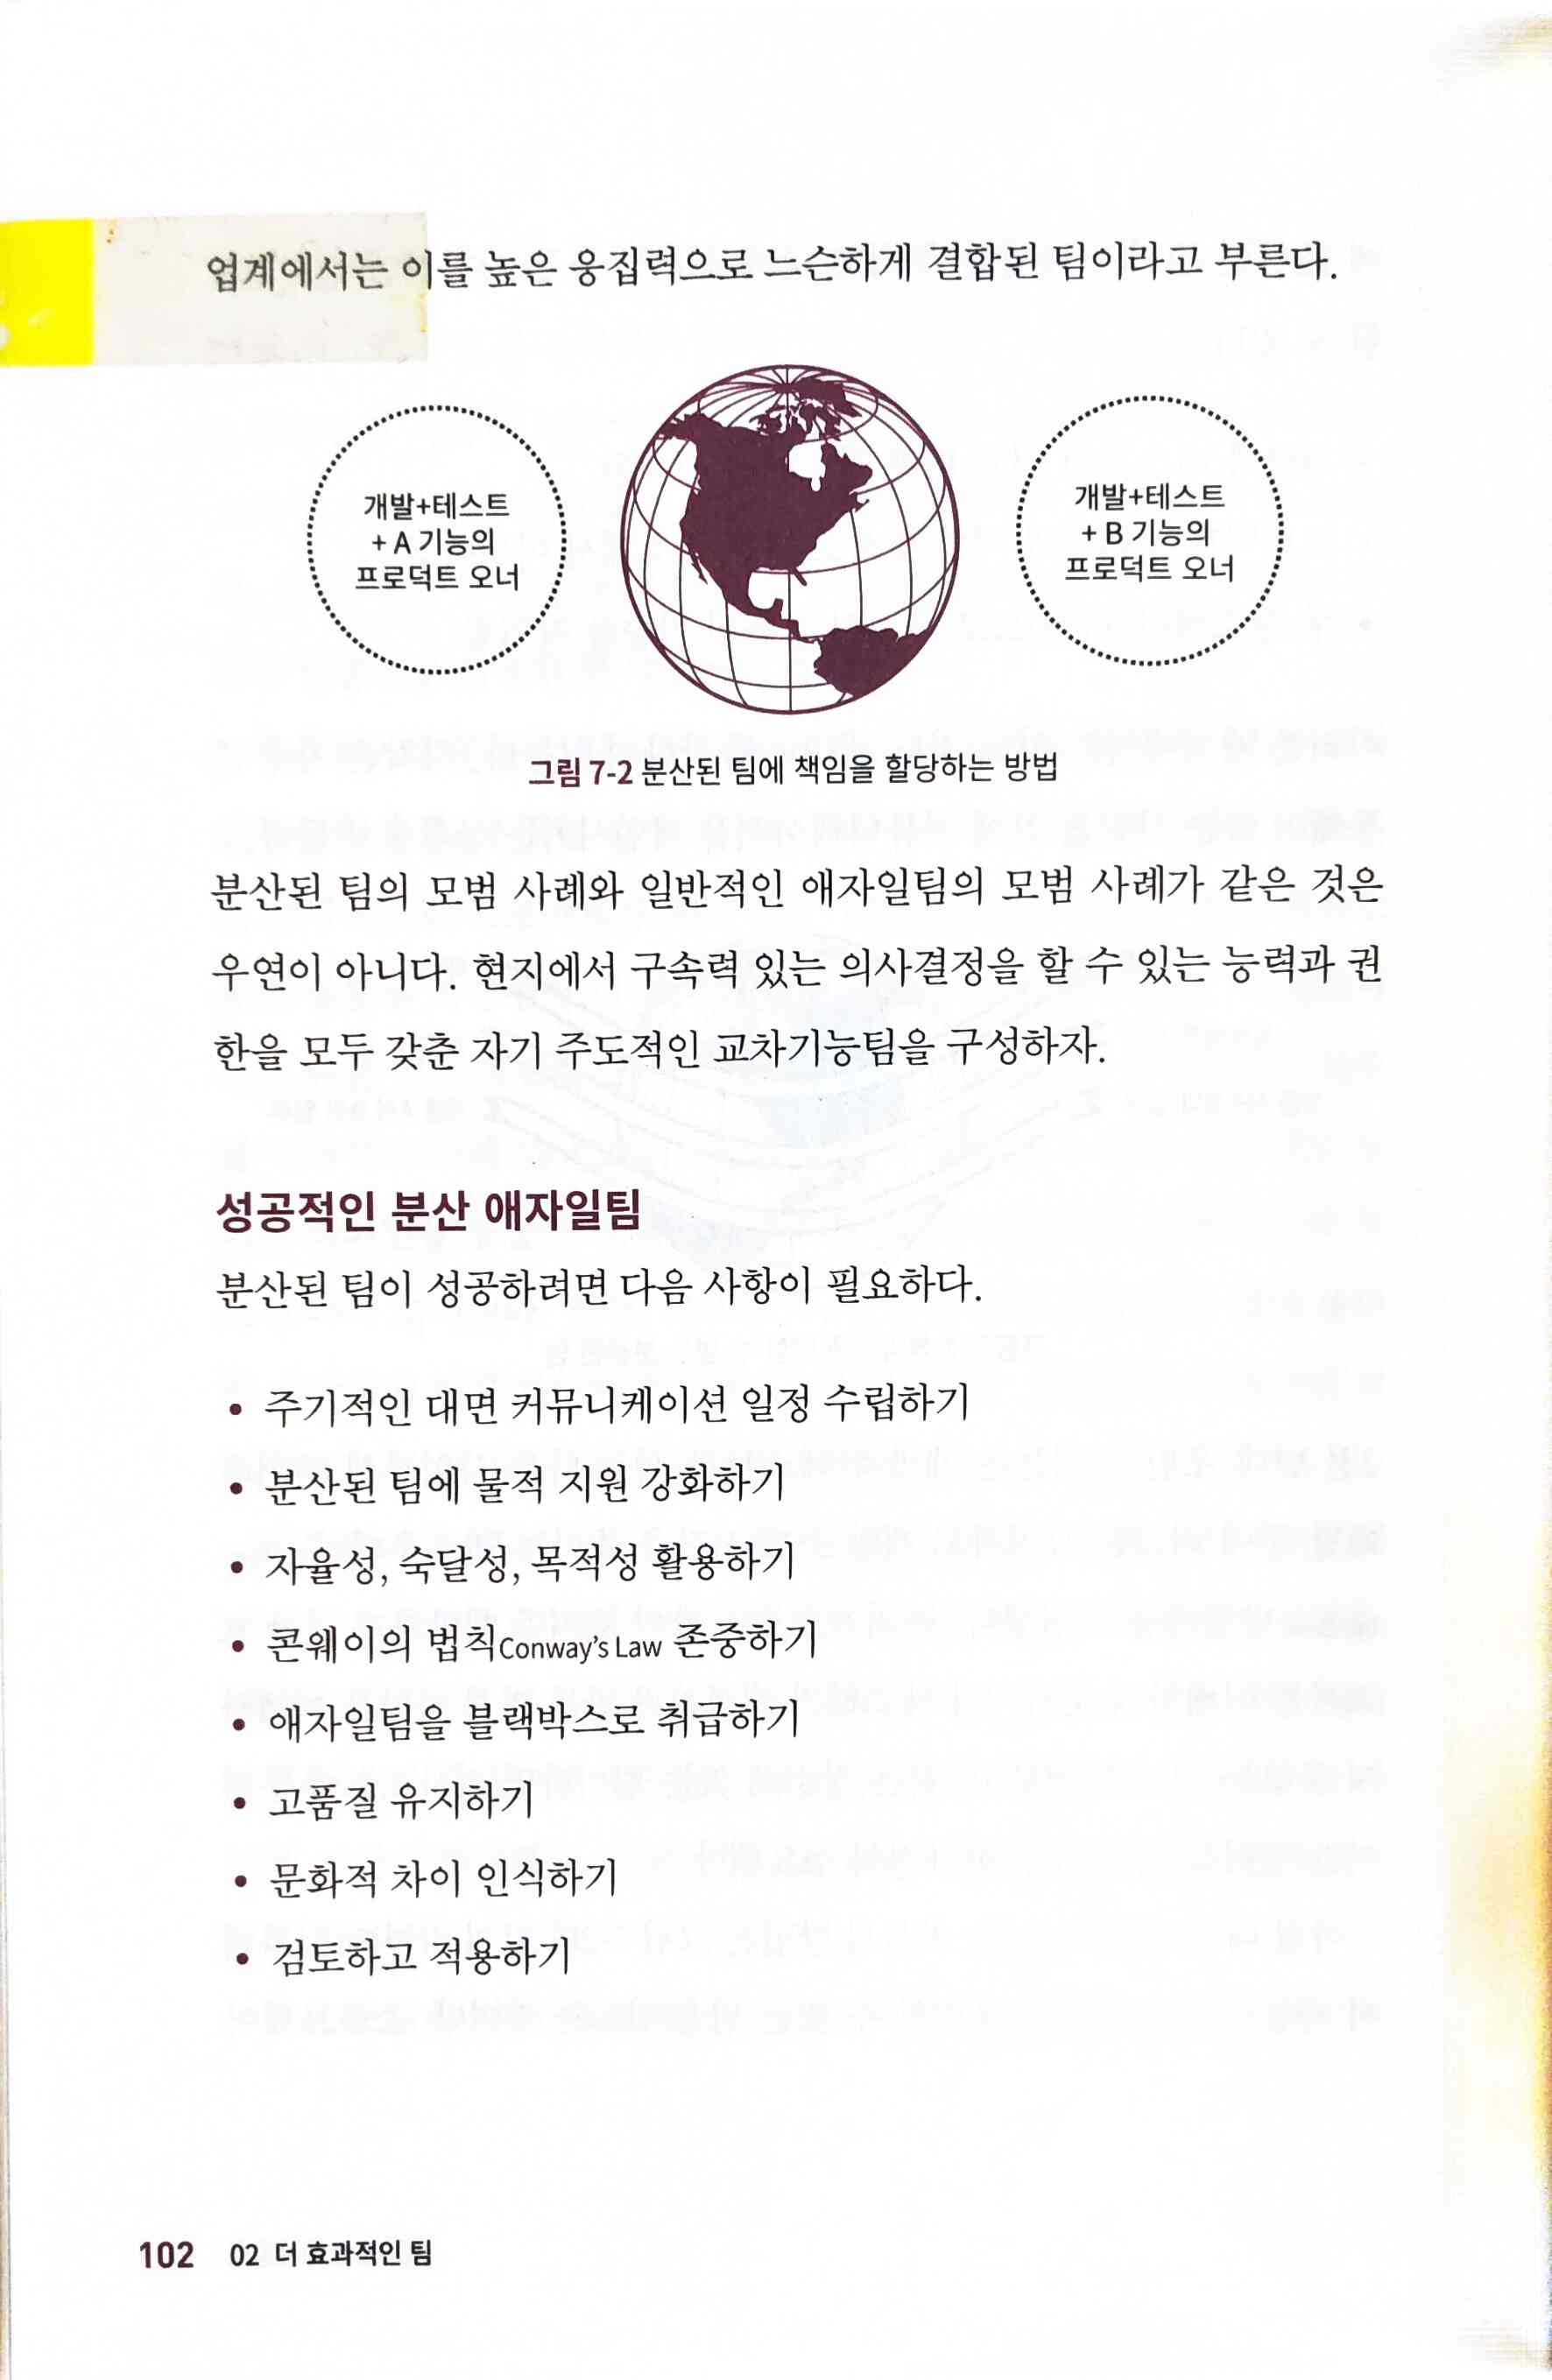 업계에서는 이를 높은 응집력으로 느슨하게 결합된 팀이라고 부른다.
개발+테스트
+ A 기능의
프로덕트 오너
개발+테스트
+ B 기능의
프로덕트 오너
그림 7-2 분산된 팀에 책임을 할당하는 방법
분산된 팀의 모범 사례와 일반적인 애자일팀의 모범 사례가 같은 것은
우연이 아니다. 현지에서 구속력 있는 의사결정을 할 수 있는 능력과 권
한을 모두 갖춘 자기 주도적인 교차기능팀을 구성하자.
성공적인 분산 애자일팀
분산된 팀이 성공하려면 다음 사항이 필요하다.
• 주기적인 대면 커뮤니케이션 일정 수립하기
• 분산된 팀에 물적 지원 강화하기
• 자율성, 숙달성, 목적성 활용하기
• 콘웨이의 법칙Conway’s Law 존중하기
• 애자일팀을 블랙박스로 취급하기
• 고품질 유지하기
• 문화적 차이 인식하기
• 검토하고 적용하기
102 02 더 효과적인 팀